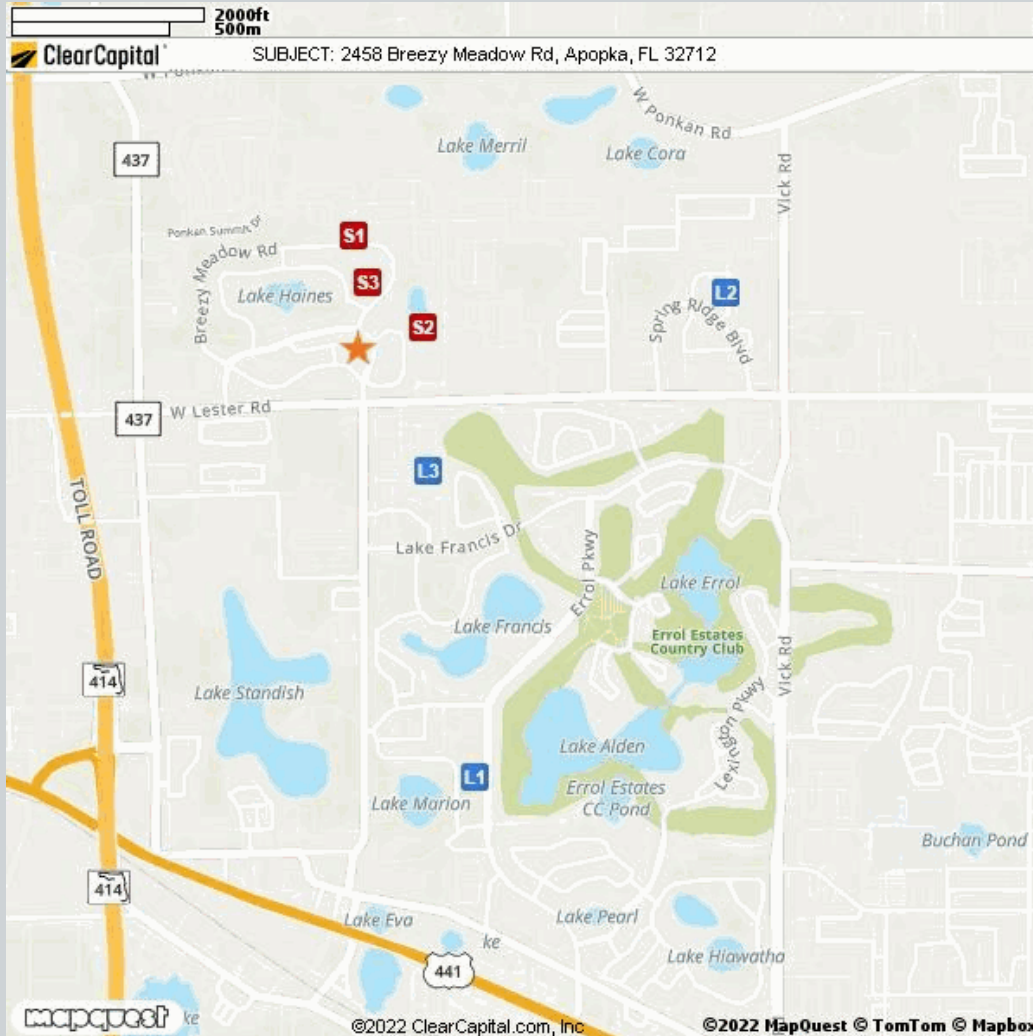 2000ft
500m
ClearCapital
SUBJECT: 2458 Breezy Meadow Rd, Apopka, FL 32712
W Ponkan Rd
Lake Merril
Lake Cora
437
Vick Rd
Ponkan Summit Dr
S1
Breezy Meadow Rd
S3
Lake Haines
L2
S2
Spring Ridge Blvd
437
W Lester Rd
L3
TOLL ROAD
Lake Francis Dr
Errol Pkwy
Lake Errol
Lake Francis
Errol Estates
Country Club
Vick Rd
414
Lake Standish
Lexington Pkwy
Lake Alden
L1
Errol Estates
CC Pond
Lake Marion
Buchan Pond
414
Lake Eva
Lake Pearl
ke
Lake Hiawatha
441
mapquest
ke
©2022 ClearCapital.com, Inc
©2022 MapQuest © TomTom © Mapbo